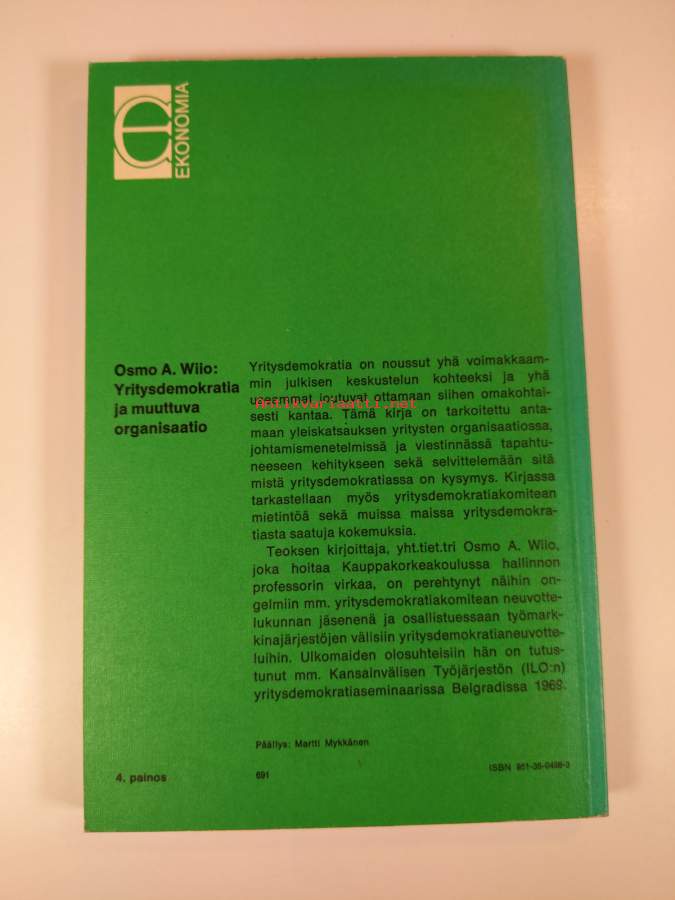 EKONOMIA
Osmo A. Wiio:
Yritysdemokratia
ja muuttuva
organisaatio
Yritysdemokratia on noussut yhä voimakkaam-
min julkisen keskustelun kohteeksi ja yhä
useammat joutuvat ottamaan siihen omakohtai-
sesti kantaa. Tämä kirja on tarkoitettu anta-
maan yleiskatsauksen yritysten organisaatiossa,
johtamismenetelmissä ja viestinnässä tapahtu-
neeseen kehitykseen sekä selvittelemään sitä
mistä yritysdemokratiassa on kysymys. Kirjassa
tarkastellaan myös yritysdemokratiakomitean
mietintöä sekä muissa maissa yritysdemokra-
tiasta saatuja kokemuksia.
Teoksen kirjoittaja, yht.tiet.tri Osmo A. Wiio,
joka hoitaa Kauppakorkeakoulussa hallinnon
professorin virkaa, on perehtynyt näihin on-
gelmiin mm. yritysdemokratiakomitean neuvotte-
lukunnan jäsenenä ja osallistuessaan työmark-
kinajärjestöjen välisiin yritysdemokratianeuvotte-
luihin. Ulkomaiden olosuhteisiin hän on tutus-
tunut mm. Kansainvälisen Työjärjestön (ILO:n)
yritysdemokratiaseminaarissa Belgradissa 1969.
Antikvariaatti.net
Päällys: Martti Mykkänen
4. painos
691
ISBN